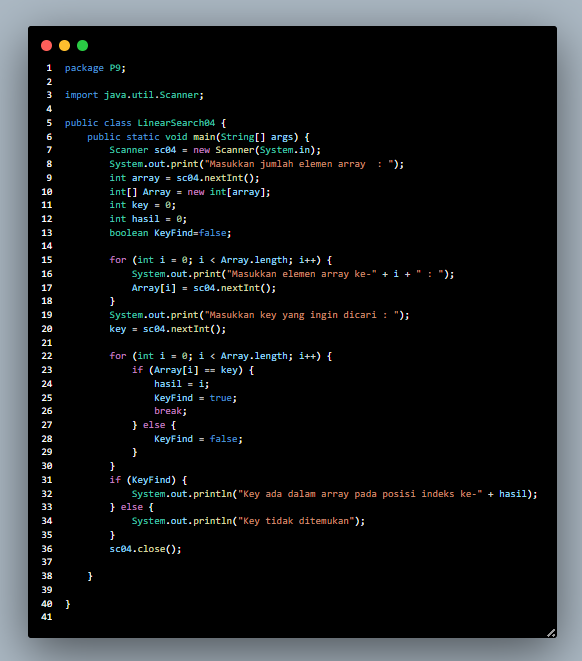 1 package P9;
2
3 import java.util.Scanner;
4
5 public class LinearSearch04 {
6     public static void main(String[] args) {
7         Scanner sc04 = new Scanner(System.in);
8         System.out.print("Masukkan jumlah elemen array  : ");
9         int array = sc04.nextInt();
10         int[] Array = new int[array];
11         int key = 0;
12         int hasil = 0;
13         boolean KeyFind=false;
14
15         for (int i = 0; i < Array.length; i++) {
16             System.out.print("Masukkan elemen array ke-" + i + " : ");
17             Array[i] = sc04.nextInt();
18         }
19         System.out.print("Masukkan key yang ingin dicari : ");
20         key = sc04.nextInt();
21
22         for (int i = 0; i < Array.length; i++) {
23             if (Array[i] == key) {
24                 hasil = i;
25                 KeyFind = true;
26                 break;
27             } else {
28                 KeyFind = false;
29             }
30         }
31         if (KeyFind) {
32             System.out.println("Key ada dalam array pada posisi indeks ke-" + hasil);
33         } else {
34             System.out.println("Key tidak ditemukan");
35         }
36         sc04.close();
37
38     }
39
40 }
41